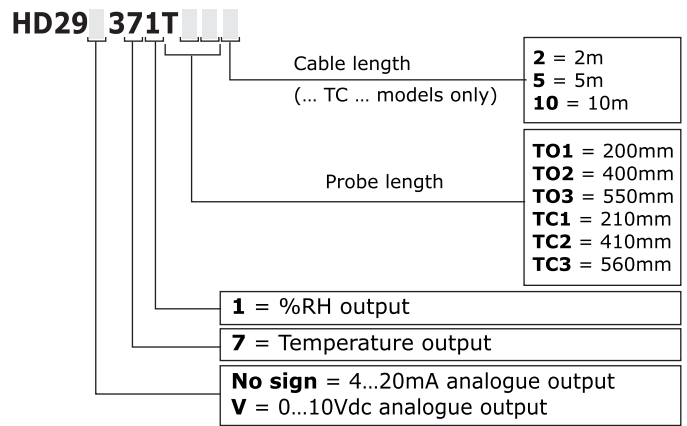 HD29 371T
Cable length
(... TC ... models only)
2 = 2m
5 = 5m
10 = 10m
Probe length
TO1 = 200mm
TO2 = 400mm
TO3 = 550mm
TC1 = 210mm
TC2 = 410mm
TC3 = 560mm
1 = %RH output
7 = Temperature output
No sign = 4...20mA analogue output
V = 0...10Vdc analogue output